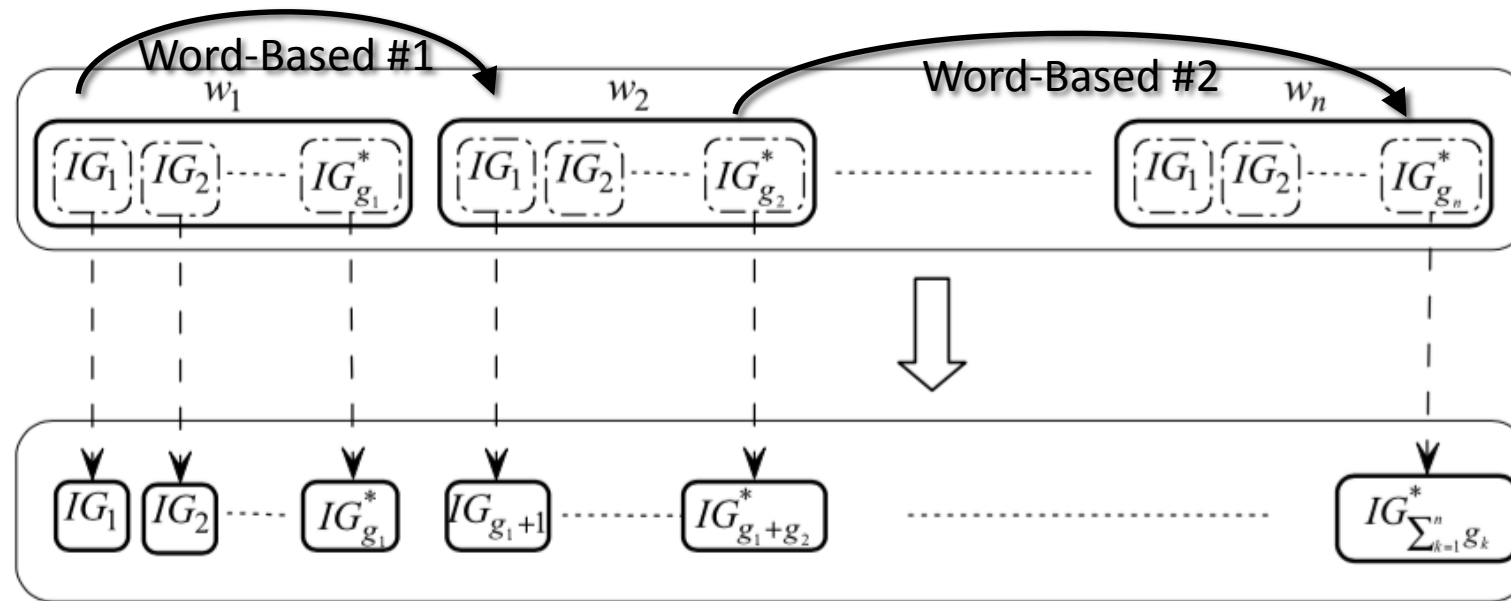 Word-Based #1
Word-Based #2
w₁ w₂ wₙ
IG₁ IG₂ ...... IG*g₁ IG₁ IG₂ ...... IG*g₂ ...... IG₁ IG₂ ...... IG*gₙ
IG₁ IG₂ ...... IG*g₁ IGg₁+1 ...... IG*g₁+g₂ ...... IG*∑ⁿₖ₌₁ gₖ